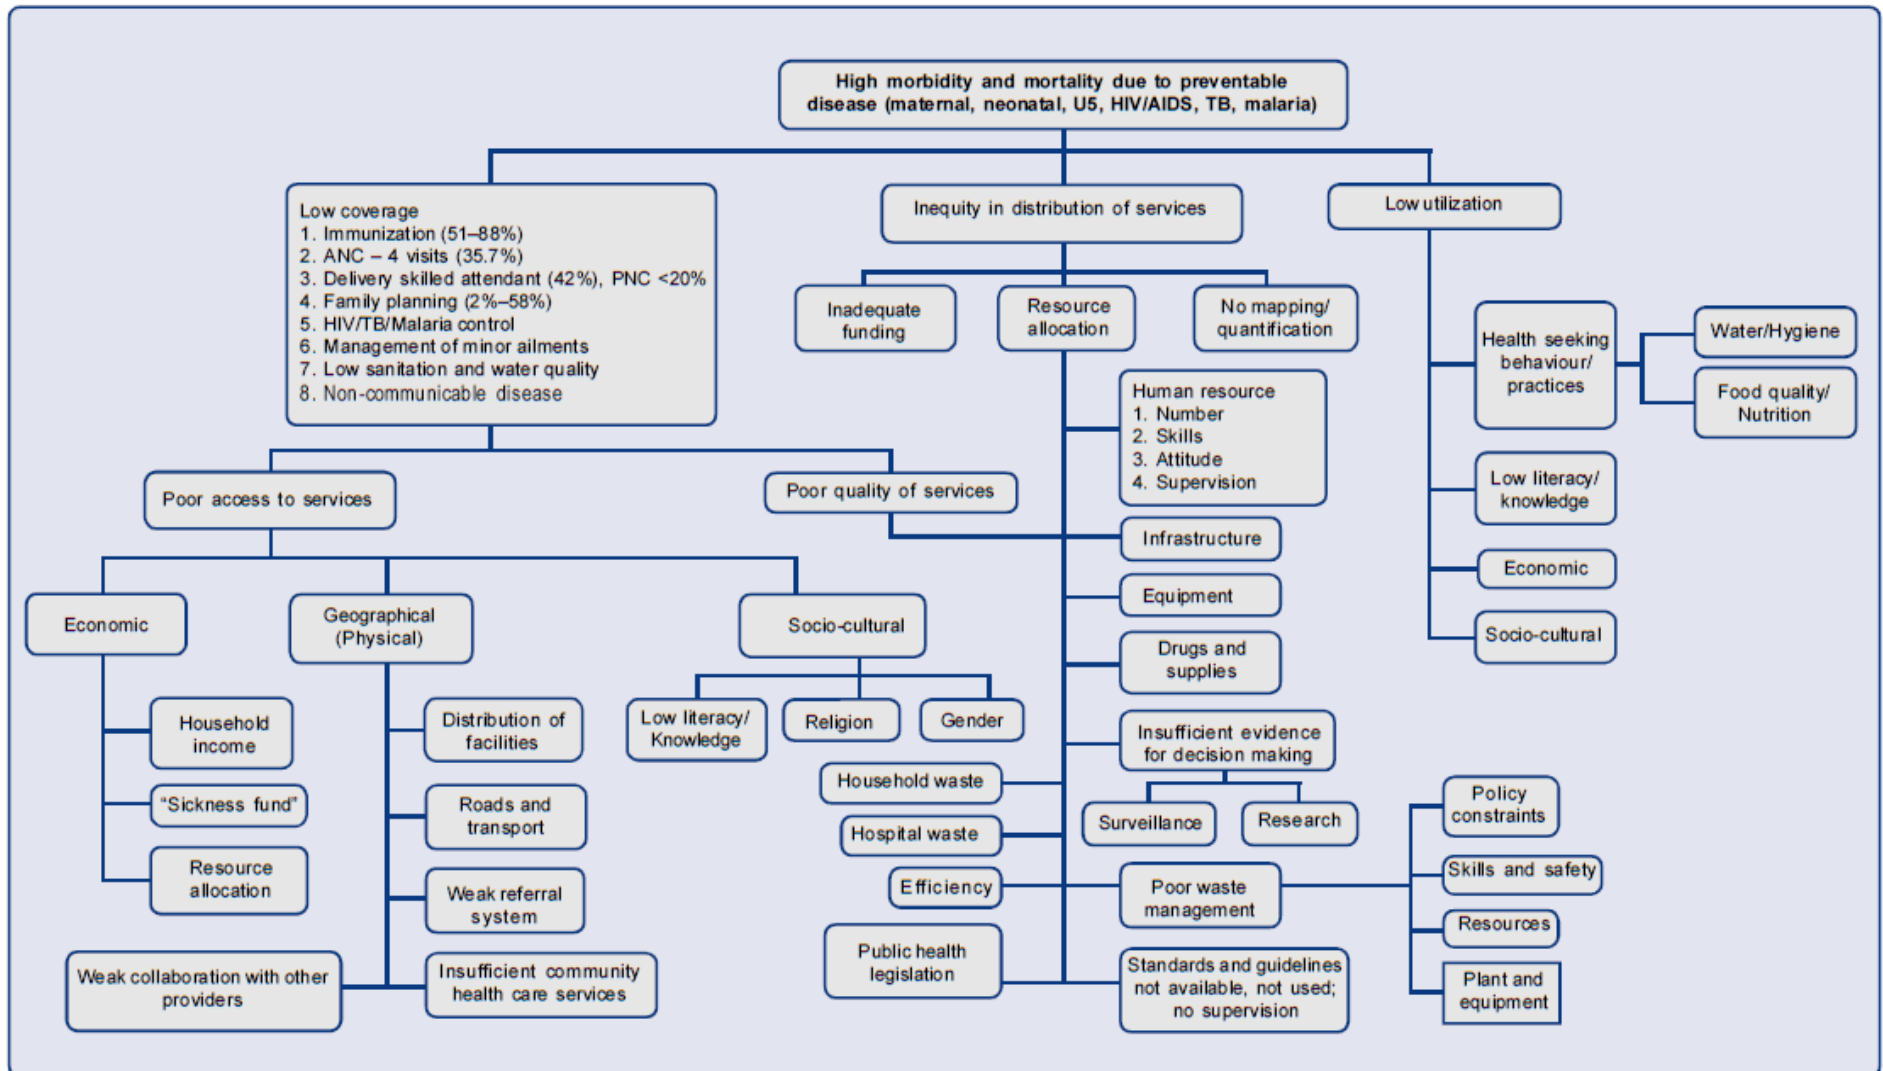 High morbidity and mortality due to preventable
disease (maternal, neonatal, U5, HIV/AIDS, TB, malaria)
Low coverage
1. Immunization (51–88%)
2. ANC – 4 visits (35.7%)
3. Delivery skilled attendant (42%), PNC <20%
4. Family planning (2%–58%)
5. HIV/TB/Malaria control
6. Management of minor ailments
7. Low sanitation and water quality
8. Non-communicable disease
Inequity in distribution of services
Low utilization
Inadequate
funding
Resource
allocation
No mapping/
quantification
Health seeking
behaviour/
practices
Water/Hygiene
Food quality/
Nutrition
Human resource
1. Number
2. Skills
3. Attitude
4. Supervision
Low literacy/
knowledge
Economic
Socio-cultural
Poor access to services
Poor quality of services
Infrastructure
Equipment
Drugs and
supplies
Economic
Geographical
(Physical)
Socio-cultural
Household
income
"Sickness fund"
Resource
allocation
Distribution of
facilities
Roads and
transport
Weak referral
system
Weak collaboration with other
providers
Insufficient community
health care services
Low literacy/
Knowledge
Religion
Gender
Insufficient evidence
for decision making
Surveillance
Research
Household waste
Hospital waste
Efficiency
Poor waste
management
Public health
legislation
Standards and guidelines
not available, not used;
no supervision
Policy
constraints
Skills and safety
Resources
Plant and
equipment